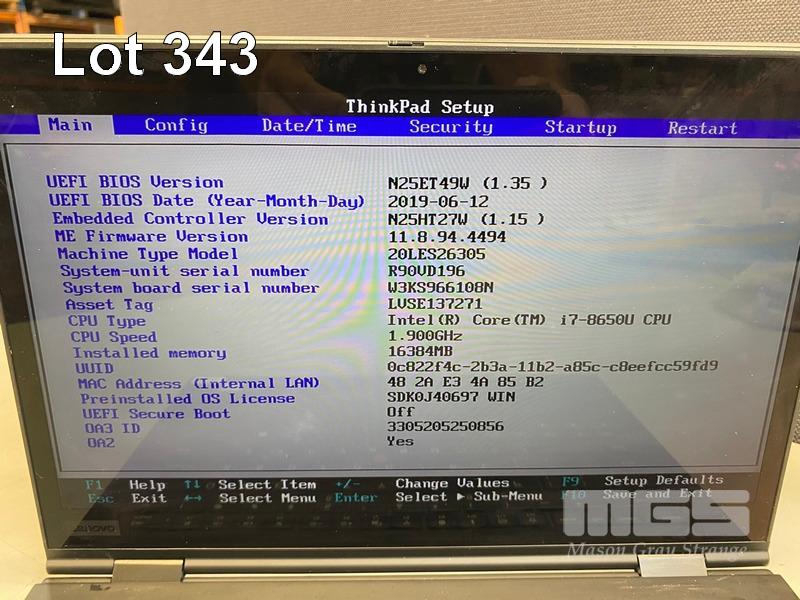 Lot 343
ThinkPad Setup
Main Config Date/Time Security Startup Restart
UEFI BIOS Version N25ET49W (1.35 )
UEFI BIOS Date (Year-Month-Day) 2019-06-12
Embedded Controller Version N25HT27W (1.15 )
ME Firmware Version 11.8.94.4494
Machine Type Model 20LES26305
System-unit serial number R90VD196
System board serial number W3KS966108N
Asset Tag LVSE137271
CPU Type Intel(R) Core(TM) i7-8650U CPU
CPU Speed 1.900GHz
Installed memory 16384MB
UUID 0c822f4c-2b3a-11b2-a85c-c8eefcc59fd9
MAC Address (Internal LAN) 48 2A E3 4A 85 B2
Preinstalled OS License SDK0J40697 WIN
UEFI Secure Boot Off
OA3 ID 3305205250856
OA2 Yes
F1 Help ↑↓ Select Item +/- Change Values F9 Setup Defaults
Esc Exit ←→ Select Menu Enter Select ▶ Sub-Menu F10 Save and Exit
Lenovo
MGS
Mason Gray Strange